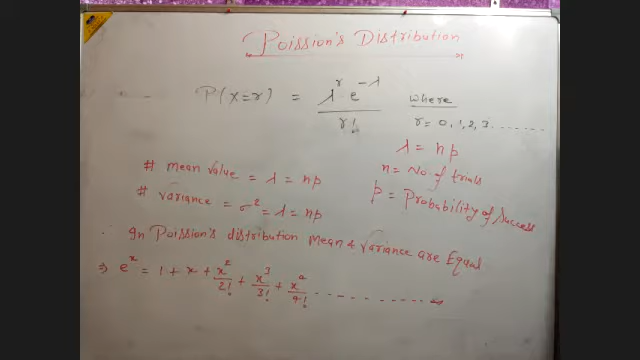 Poission's Distribution
P(x=r) = λ^r · e^-λ / r!
where
r = 0, 1, 2, 3 .......
λ = np
n = No. of trials
p = Probability of Success
# mean value = λ = np
# variance = σ² = λ = np
∴ In Poission's distribution Mean & Variance are Equal
⇒ e^x = 1 + x + x²/2! + x³/3! + x⁴/4! ............ ∞